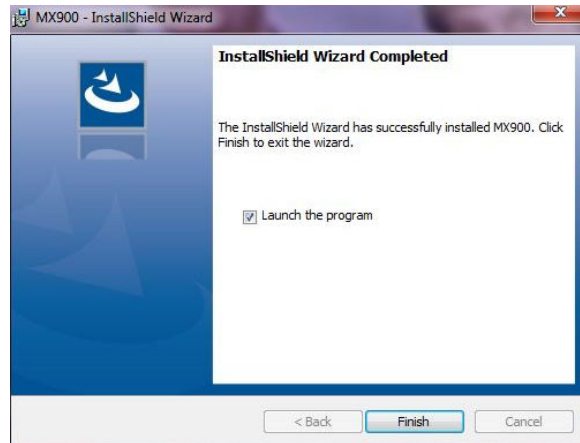 MX900 - InstallShield Wizard
InstallShield Wizard Completed
The InstallShield Wizard has successfully installed MX900. Click
Finish to exit the wizard.
Launch the program
< Back
Finish
Cancel